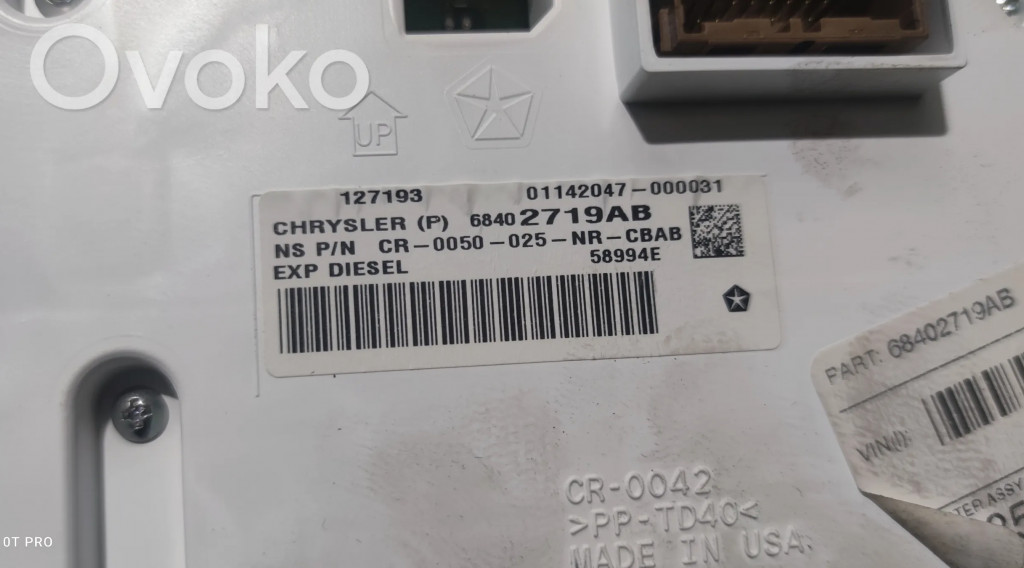 Ovoko
UP
127193 01142047-000031
CHRYSLER (P) 68402719AB
NS P/N CR-0050-025-NR-CBAB
EXP DIESEL 58994E
PART: 68402719AB
CR-0042
>PP-TD40<
MADE IN USA
0T PRO